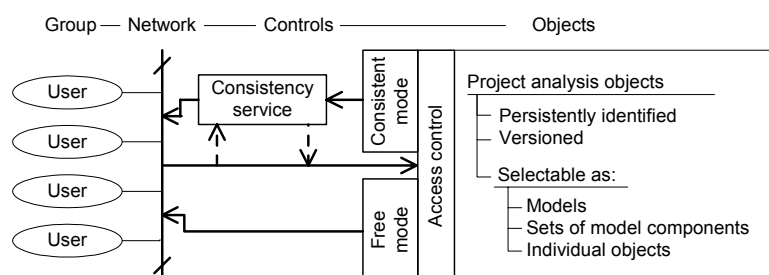 Group Network Controls Objects
User
User
User
User
Consistency
service
Consistent
mode
Free
mode
Access control
Project analysis objects
Persistently identified
Versioned
Selectable as:
Models
Sets of model components
Individual objects